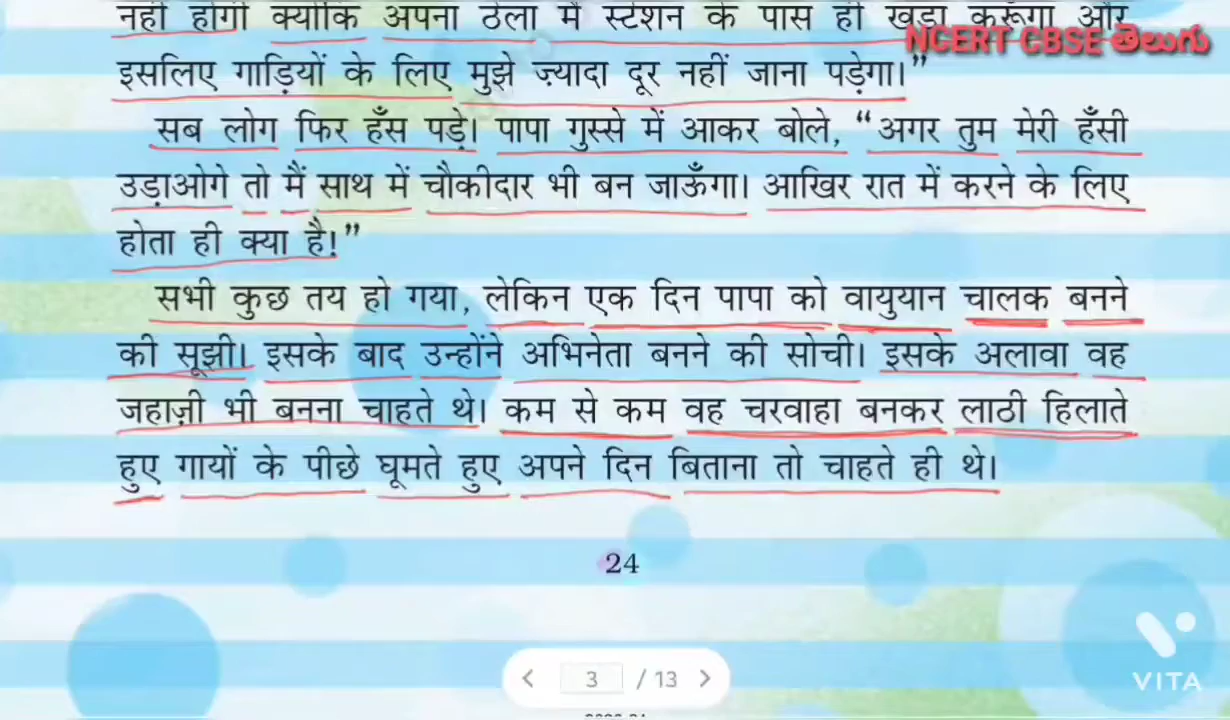 नहीं होगी क्योंकि अपना ठेला मैं स्टेशन के पास ही खड़ा करूँगा और
NCERT CBSE తెలుగు
इसलिए गाड़ियों के लिए मुझे ज़्यादा दूर नहीं जाना पड़ेगा।”
सब लोग फिर हँस पड़े। पापा गुस्से में आकर बोले, “अगर तुम मेरी हँसी
उड़ाओगे तो मैं साथ में चौकीदार भी बन जाऊँगा। आखिर रात में करने के लिए
होता ही क्या है!”
सभी कुछ तय हो गया, लेकिन एक दिन पापा को वायुयान चालक बनने
की सूझी। इसके बाद उन्होंने अभिनेता बनने की सोची। इसके अलावा वह
जहाज़ी भी बनना चाहते थे। कम से कम वह चरवाहा बनकर लाठी हिलाते
हुए गायों के पीछे घूमते हुए अपने दिन बिताना तो चाहते ही थे।
24
< 3 / 13 >
VITA